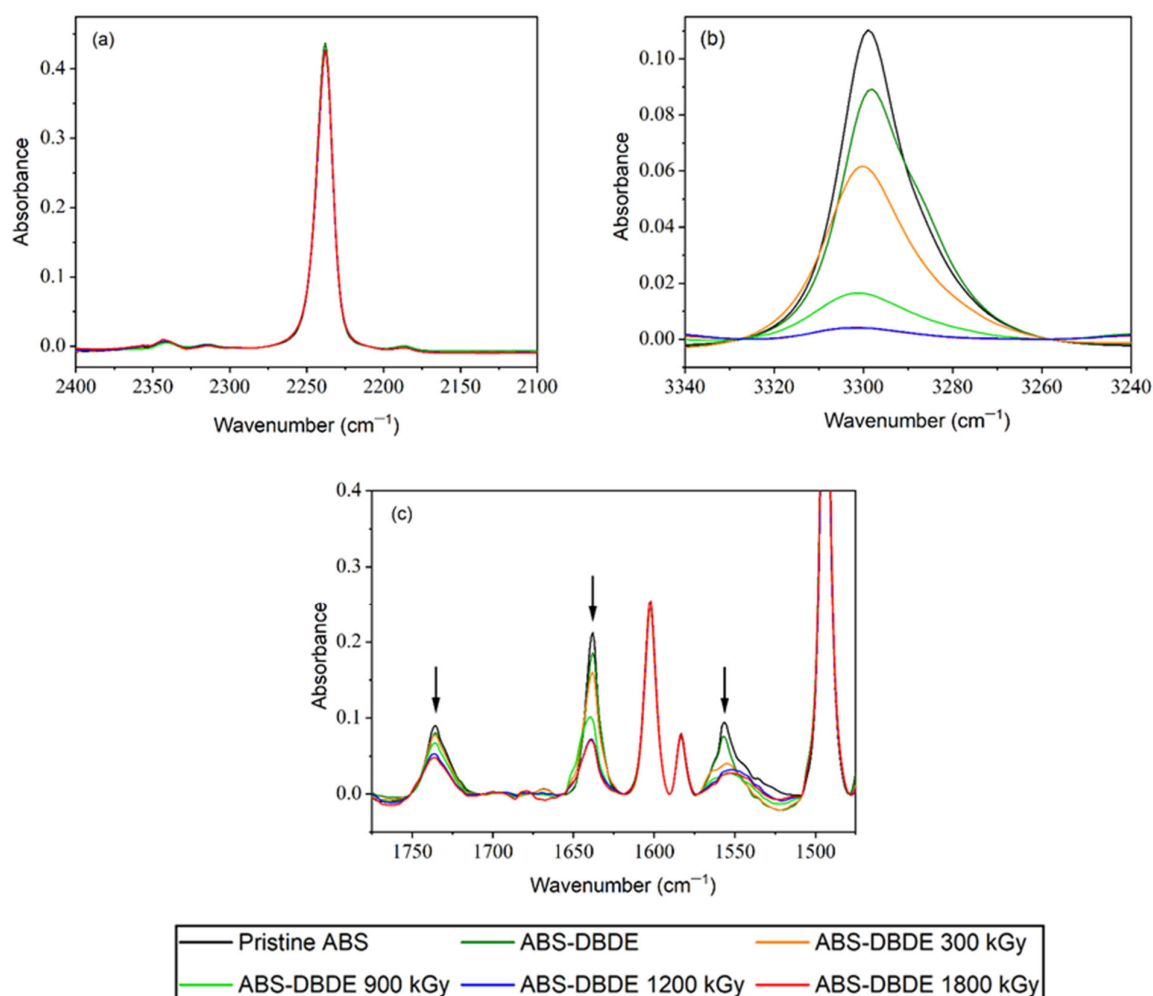 (a)
Absorbance
0.4
0.3
0.2
0.1
0.0
2400 2350 2300 2250 2200 2150 2100
Wavenumber (cm⁻¹)
(b)
Absorbance
0.10
0.08
0.06
0.04
0.02
0.00
3340 3320 3300 3280 3260 3240
Wavenumber (cm⁻¹)
(c)
Absorbance
0.4
0.3
0.2
0.1
0.0
1750 1700 1650 1600 1550 1500
Wavenumber (cm⁻¹)
Pristine ABS ABS-DBDE ABS-DBDE 300 kGy
ABS-DBDE 900 kGy ABS-DBDE 1200 kGy ABS-DBDE 1800 kGy